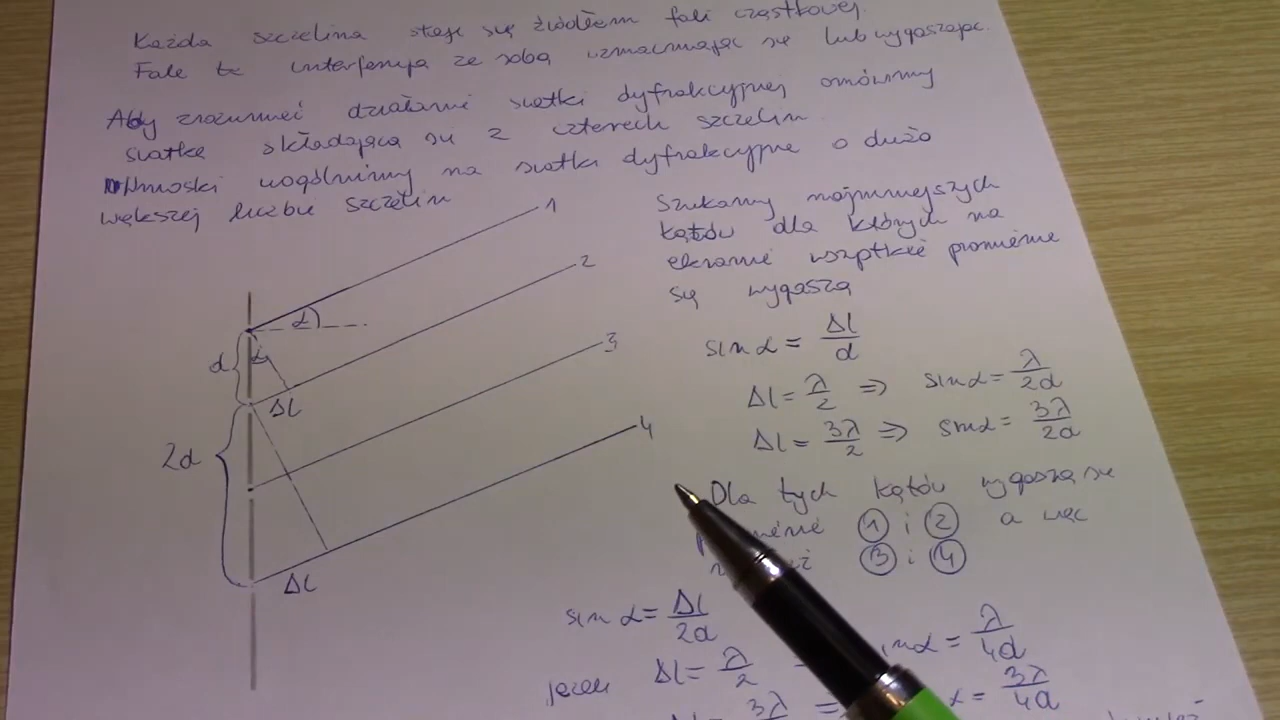 Każda szczelina staje się źródłem fali cząstkowej.
Fale te interferują ze sobą wzmacniając się lub wygaszając.
Aby zrozumieć działanie siatki dyfrakcyjnej omówimy
siatkę składającą się z czterech szczelin
Wnioski uogólnimy na siatki dyfrakcyjne o dużo
większej liczbie szczelin
1
2
3
4
α
α
d
Δl
2d
Δl
Szukamy najmniejszych
kątów dla których na
ekranie wszystkie promienie
się wygaszą
sin α = Δl/d
Δl = λ/2 => sin α = λ/2d
Δl = 3λ/2 => sin α = 3λ/2d
Dla tych kątów wygaszą się
① i ② a więc
③ i ④
sin α = Δl/2d
Δl = λ/2 sin α = λ/4d
3λ/2 => α = 3λ/4d